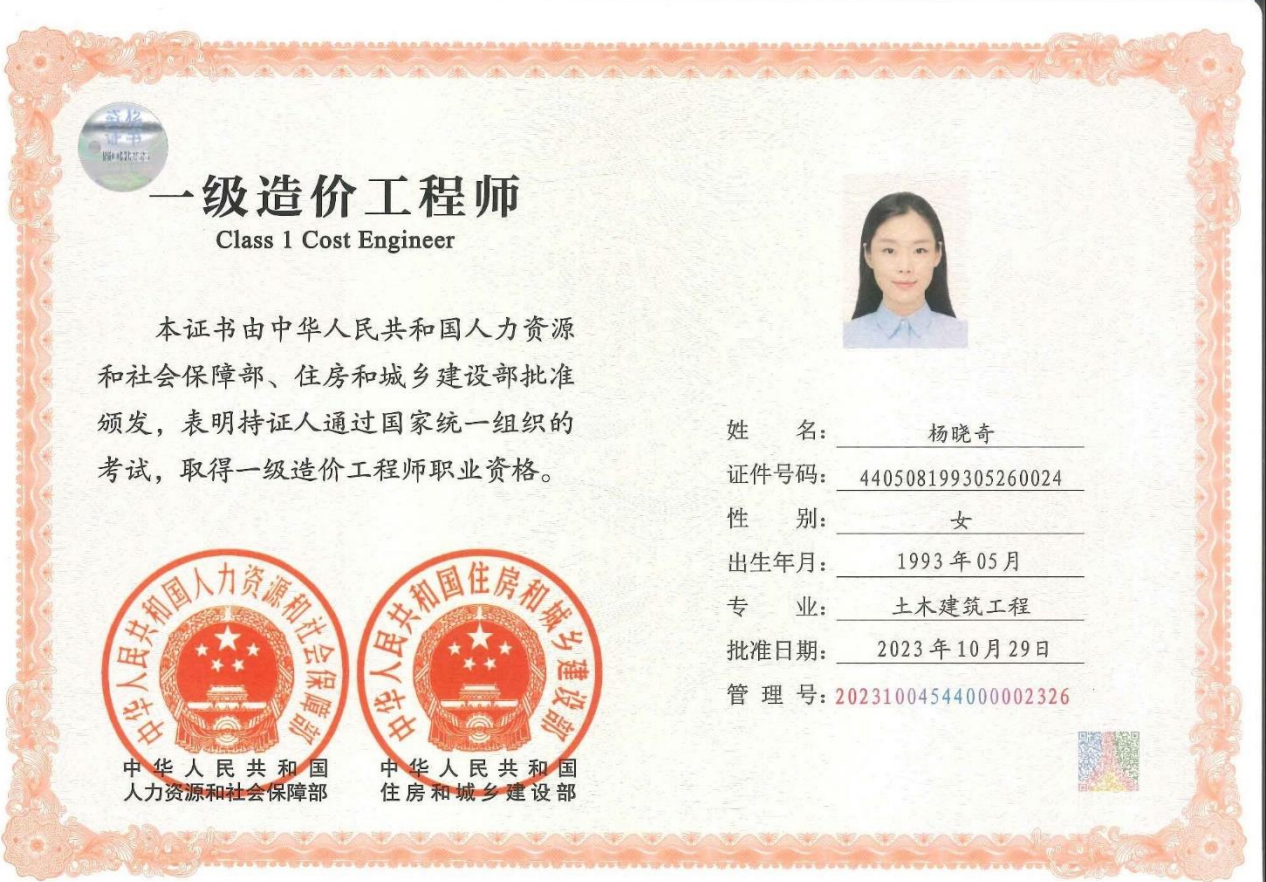 一级造价工程师
Class 1 Cost Engineer
本证书由中华人民共和国人力资源
和社会保障部、住房和城乡建设部批准
颁发，表明持证人通过国家统一组织的
考试，取得一级造价工程师职业资格。
中华人民共和国人力资源和社会保障部
中华人民共和国住房和城乡建设部
中华人民共和国
人力资源和社会保障部
中华人民共和国
住房和城乡建设部
姓名：杨晓奇
证件号码：440508199305260024
性别：女
出生年月：1993年05月
专业：土木建筑工程
批准日期：2023年10月29日
管理号：20231004544000002326